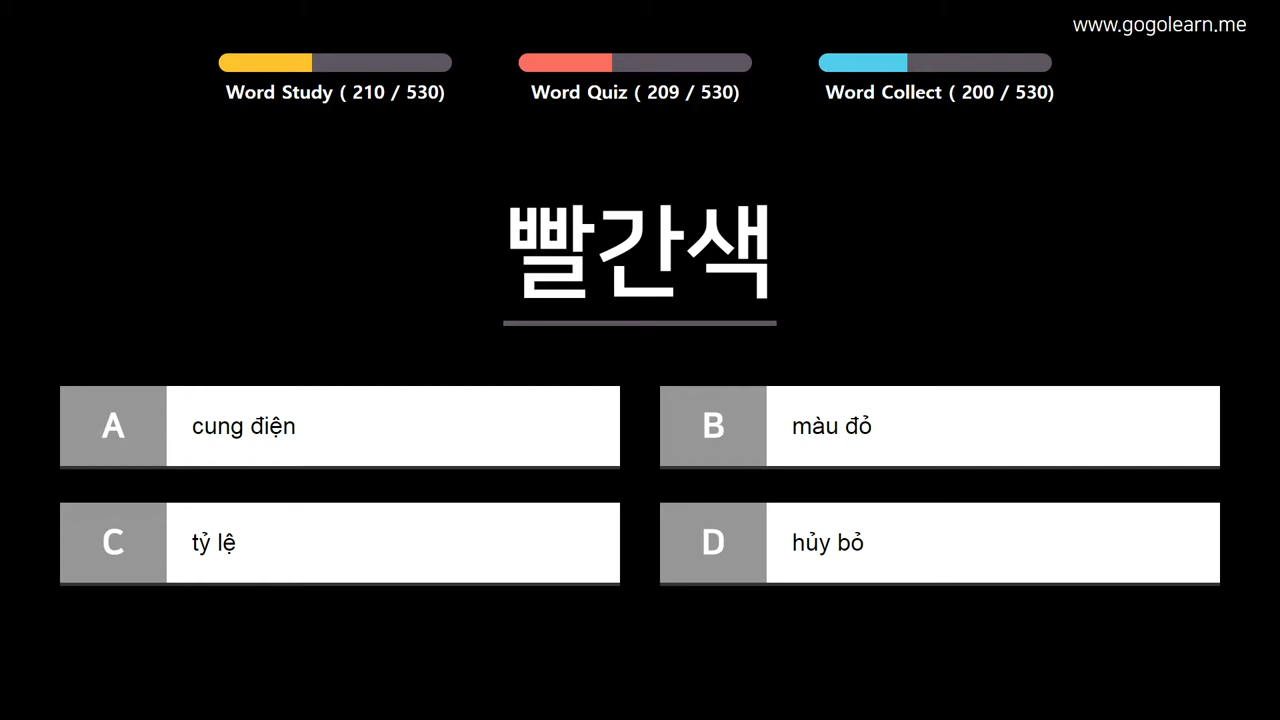 www.gogolearn.me
Word Study ( 210 / 530)
Word Quiz ( 209 / 530)
Word Collect ( 200 / 530)
빨간색
A cung điện
B màu đỏ
C tỷ lệ
D hủy bỏ